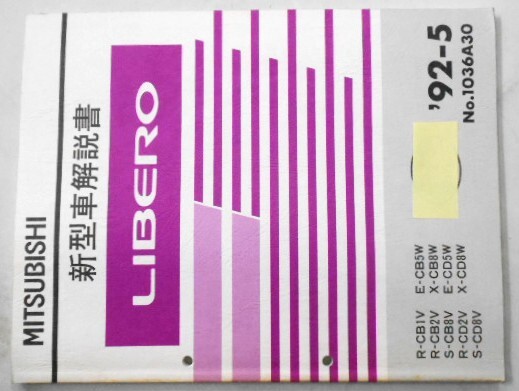 MITSUBISHI
新型車解説書
LIBERO
'92-5
No.1036A30
R-CB1V E-CB5W
R-CB2V X-CB8W
S-CB8V E-CD5W
R-CD2V X-CD8W
S-CD8V